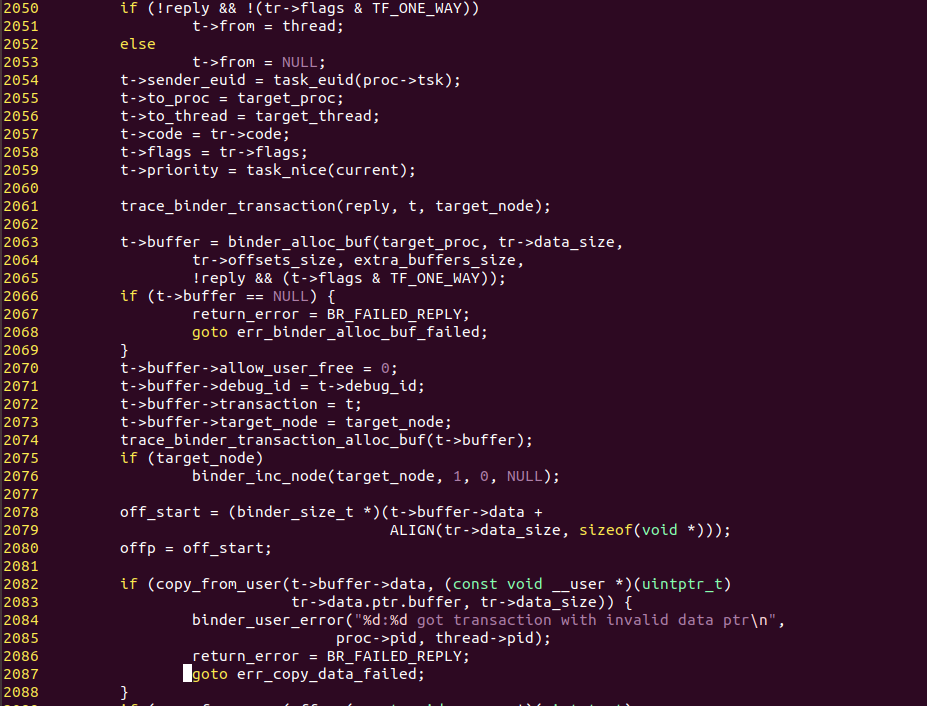 2050 if (!reply && !(tr->flags & TF_ONE_WAY))
2051 t->from = thread;
2052 else
2053 t->from = NULL;
2054 t->sender_euid = task_euid(proc->tsk);
2055 t->to_proc = target_proc;
2056 t->to_thread = target_thread;
2057 t->code = tr->code;
2058 t->flags = tr->flags;
2059 t->priority = task_nice(current);
2060
2061 trace_binder_transaction(reply, t, target_node);
2062
2063 t->buffer = binder_alloc_buf(target_proc, tr->data_size,
2064 tr->offsets_size, extra_buffers_size,
2065 !reply && (t->flags & TF_ONE_WAY));
2066 if (t->buffer == NULL) {
2067 return_error = BR_FAILED_REPLY;
2068 goto err_binder_alloc_buf_failed;
2069 }
2070 t->buffer->allow_user_free = 0;
2071 t->buffer->debug_id = t->debug_id;
2072 t->buffer->transaction = t;
2073 t->buffer->target_node = target_node;
2074 trace_binder_transaction_alloc_buf(t->buffer);
2075 if (target_node)
2076 binder_inc_node(target_node, 1, 0, NULL);
2077
2078 off_start = (binder_size_t *)(t->buffer->data +
2079 ALIGN(tr->data_size, sizeof(void *)));
2080 offp = off_start;
2081
2082 if (copy_from_user(t->buffer->data, (const void __user *)(uintptr_t)
2083 tr->data.ptr.buffer, tr->data_size)) {
2084 binder_user_error("%d:%d got transaction with invalid data ptr\n",
2085 proc->pid, thread->pid);
2086 return_error = BR_FAILED_REPLY;
2087 goto err_copy_data_failed;
2088 }